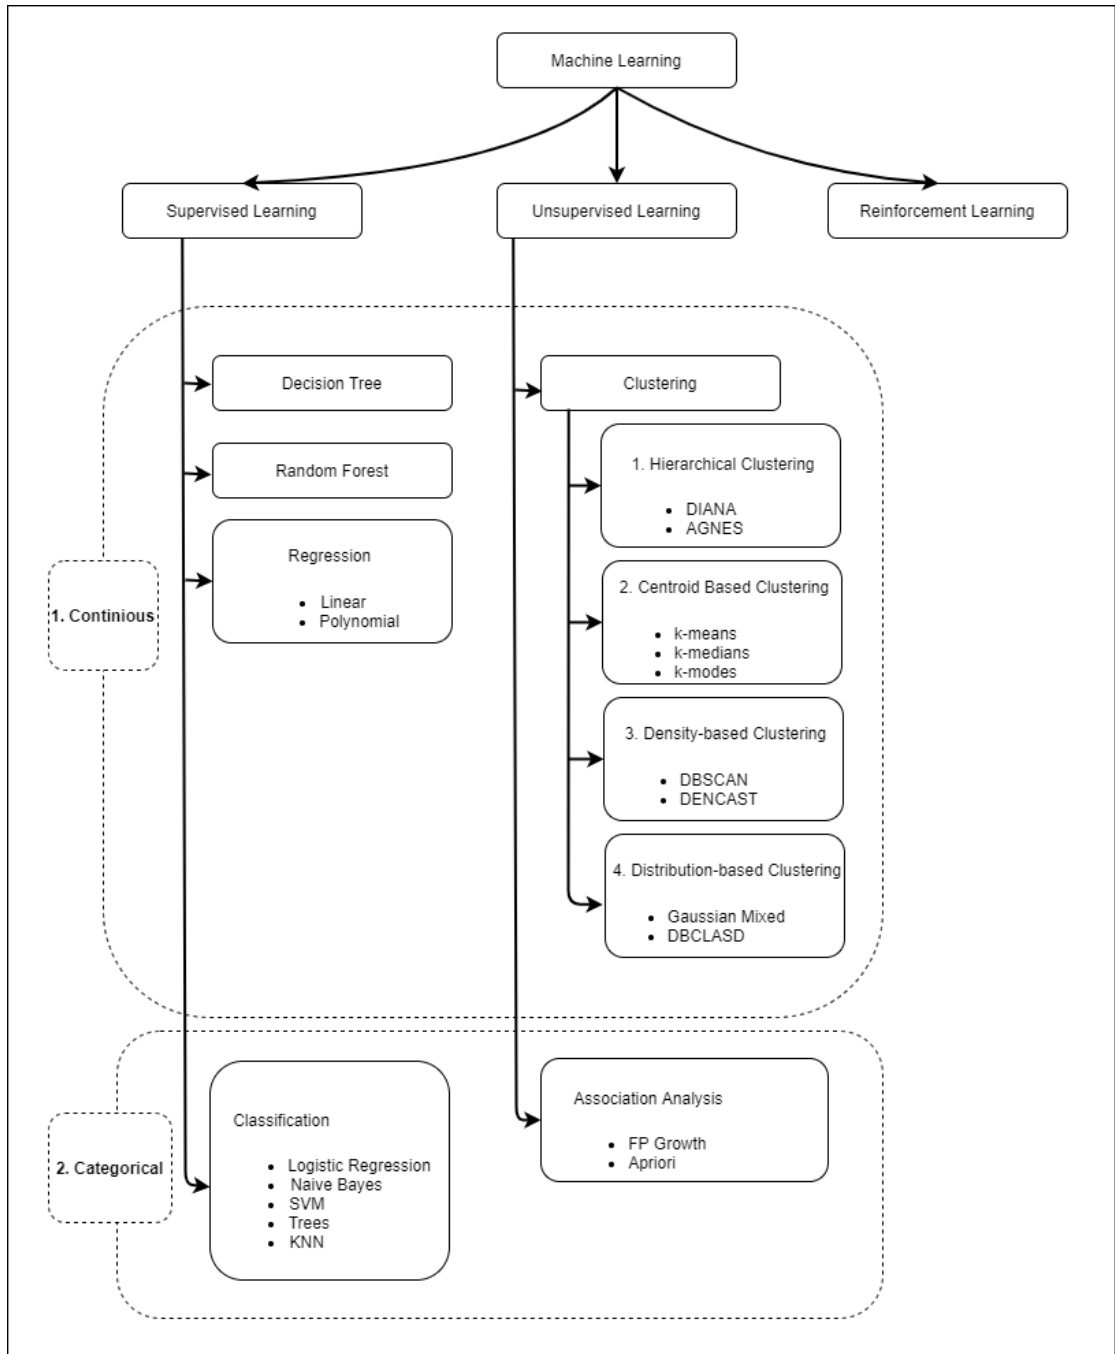 Machine Learning
Supervised Learning
Unsupervised Learning
Reinforcement Learning
Decision Tree
Random Forest
Regression
• Linear
• Polynomial
1. Continious
Clustering
1. Hierarchical Clustering
• DIANA
• AGNES
2. Centroid Based Clustering
• k-means
• k-medians
• k-modes
3. Density-based Clustering
• DBSCAN
• DENCAST
4. Distribution-based Clustering
• Gaussian Mixed
• DBCLASD
2. Categorical
Classification
• Logistic Regression
• Naive Bayes
• SVM
• Trees
• KNN
Association Analysis
• FP Growth
• Apriori